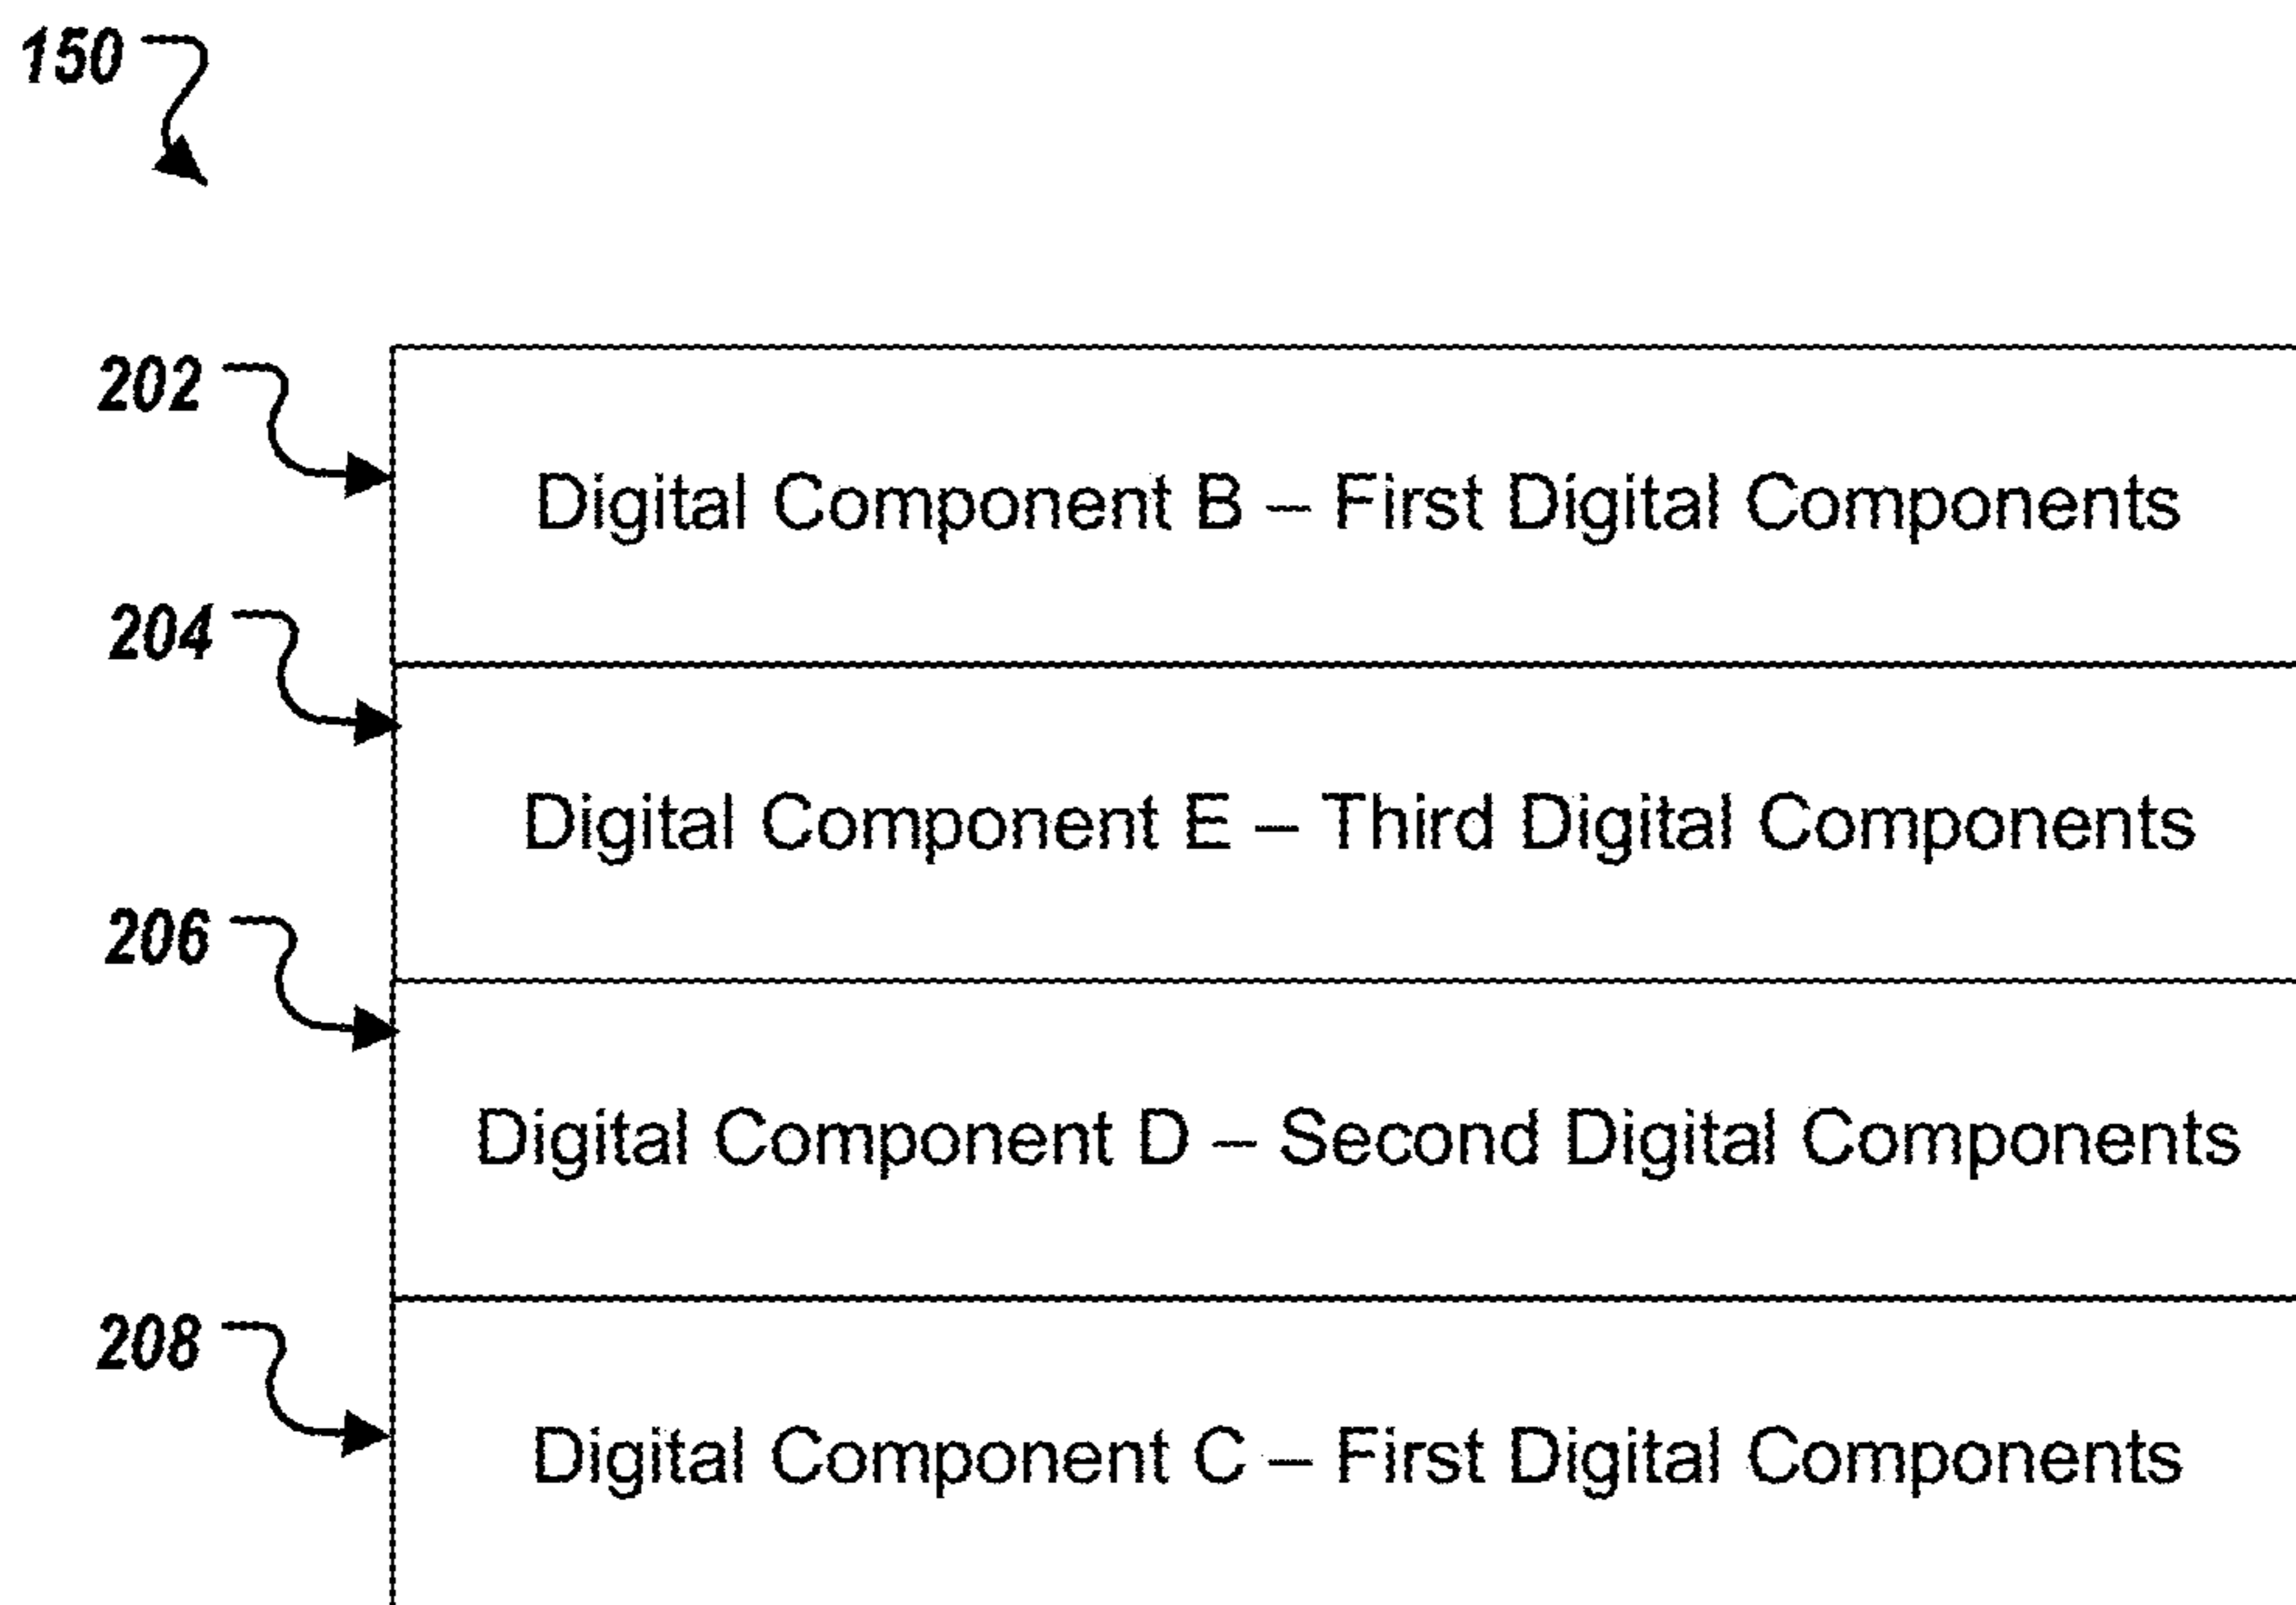 150
202
Digital Component B – First Digital Components
204
Digital Component E – Third Digital Components
206
Digital Component D – Second Digital Components
208
Digital Component C – First Digital Components